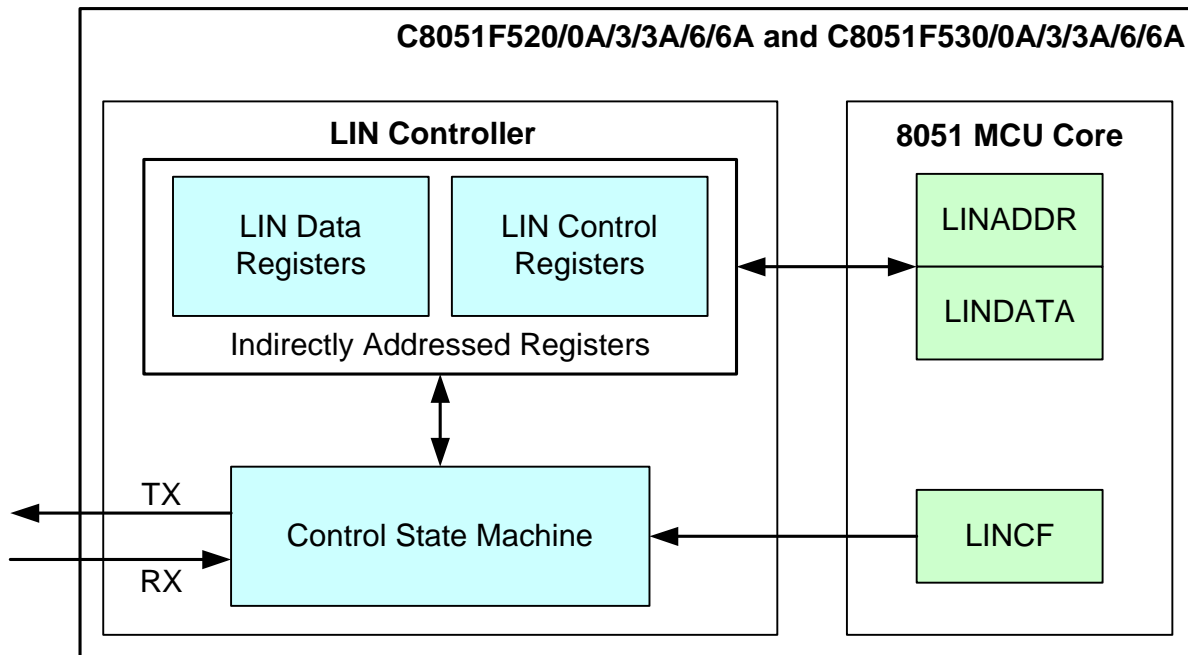 C8051F520/0A/3/3A/6/6A and C8051F530/0A/3/3A/6/6A
LIN Controller
LIN Data
Registers
LIN Control
Registers
Indirectly Addressed Registers
Control State Machine
TX
RX
8051 MCU Core
LINADDR
LINDATA
LINCF